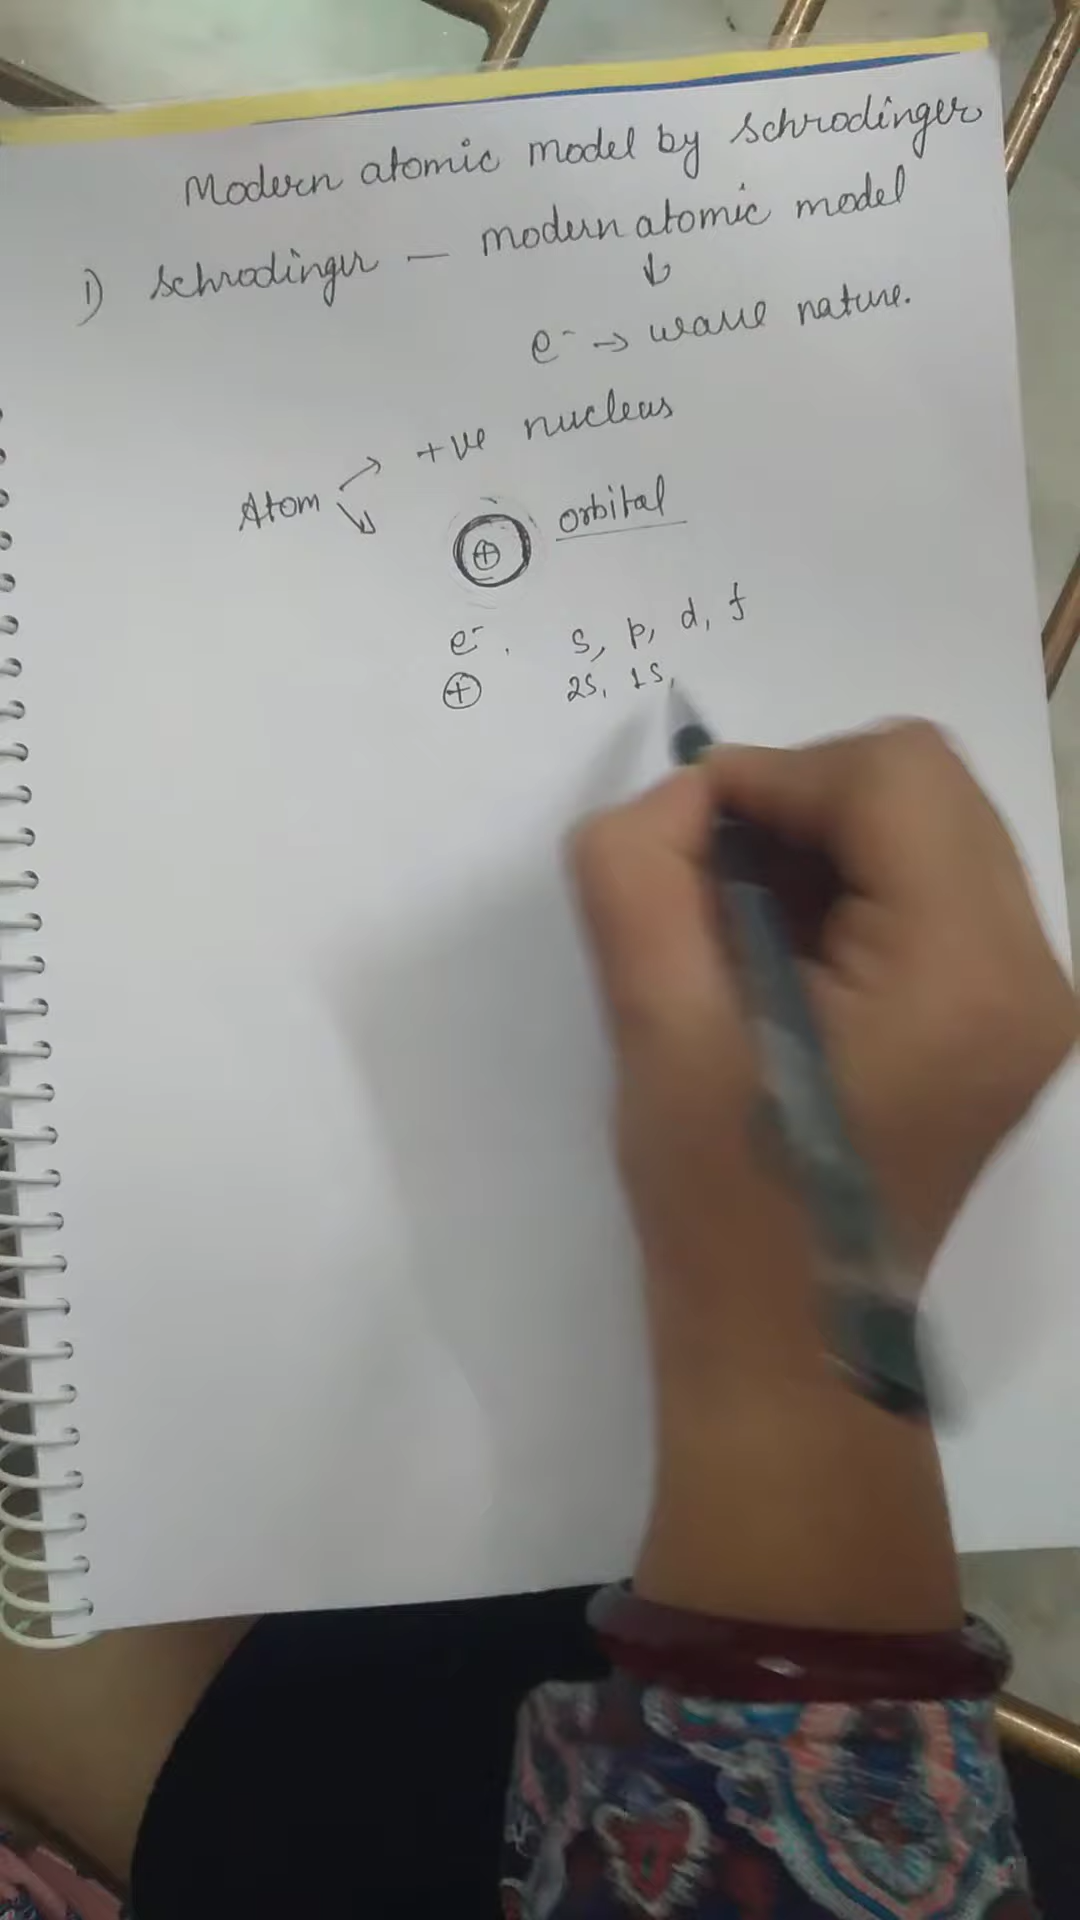 Modern atomic model by schrodinger
1) schrodinger — modern atomic model
↓
e⁻ → wave nature.
+ve nucleus
Atom
+ orbital
e⁻. s, p, d, f
+ 2s, 1s,